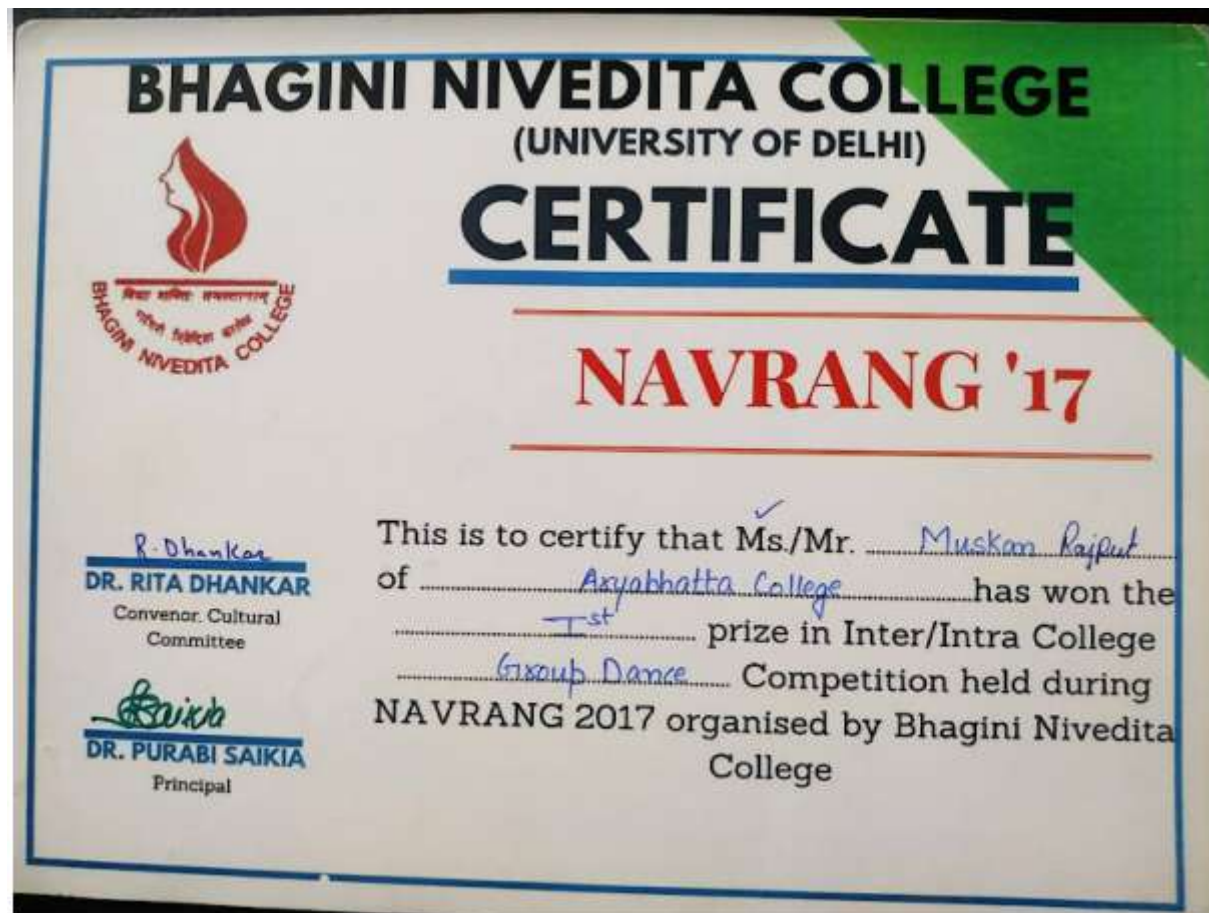 BHAGINI NIVEDITA COLLEGE
(UNIVERSITY OF DELHI)
CERTIFICATE
BHAGINI NIVEDITA COLLEGE
NAVRANG '17
This is to certify that Ms./Mr. Muskan Rajput
of Aryabhatta College has won the
Ist prize in Inter/Intra College
Group Dance Competition held during
NAVRANG 2017 organised by Bhagini Nivedita
College
R. Dhankar
DR. RITA DHANKAR
Convenor, Cultural
Committee
Saikia
DR. PURABI SAIKIA
Principal